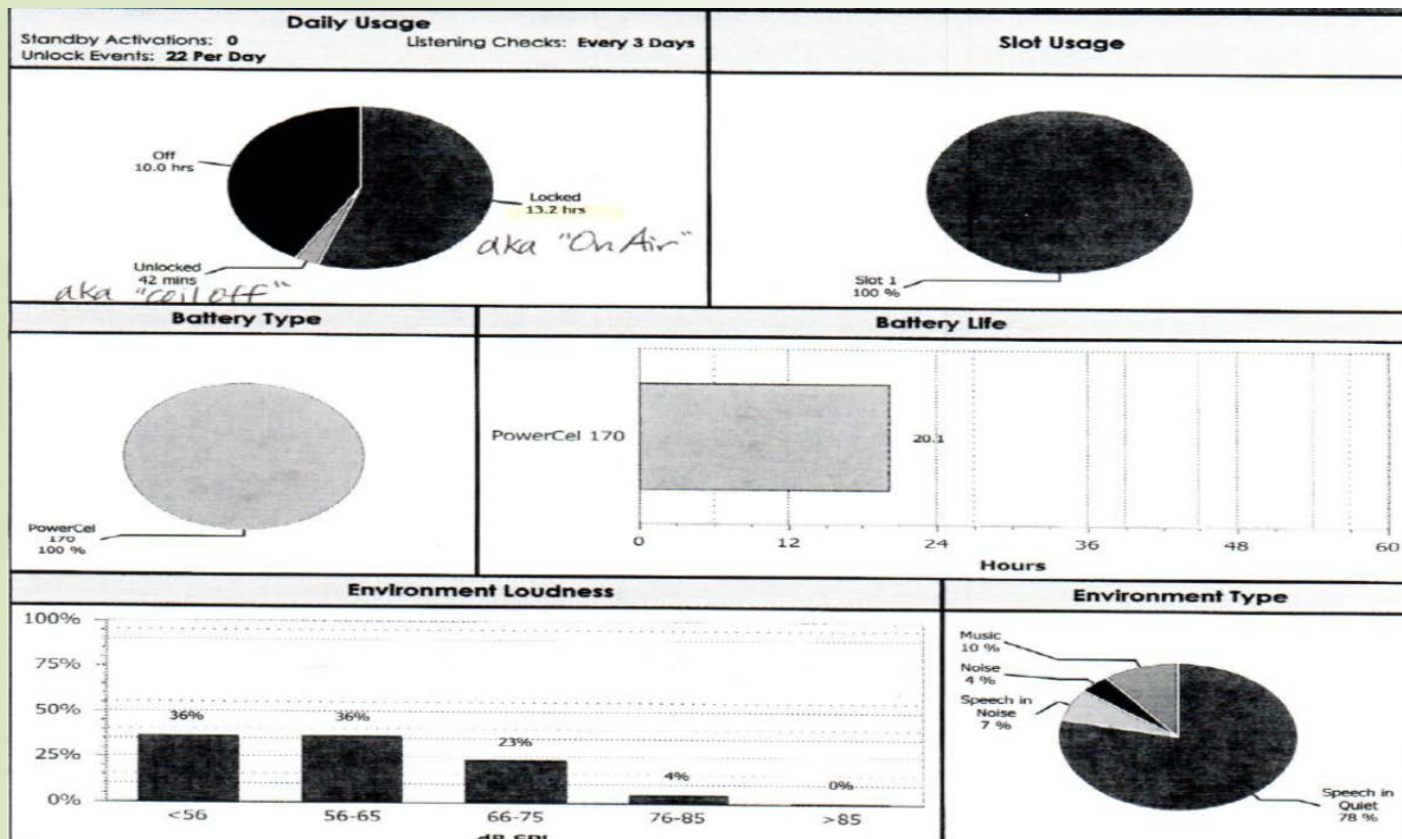 Daily Usage
Standby Activations: 0
Listening Checks: Every 3 Days
Unlock Events: 22 Per Day
Slot Usage
Off
10.0 hrs
Locked
13.2 hrs
aka "On Air"
Unlocked
42 mins
aka "coil off"
Slot 1
100 %
Battery Type
Battery Life
PowerCel
170
100 %
PowerCel 170
20.1
0 12 24 36 48 60
Hours
Environment Loudness
Environment Type
100%
75%
50%
25%
0%
36%
36%
23%
4%
0%
<56 56-65 66-75 76-85 >85
dB SPL
Music
10 %
Noise
4 %
Speech in
Noise
7 %
Speech in
Quiet
78 %